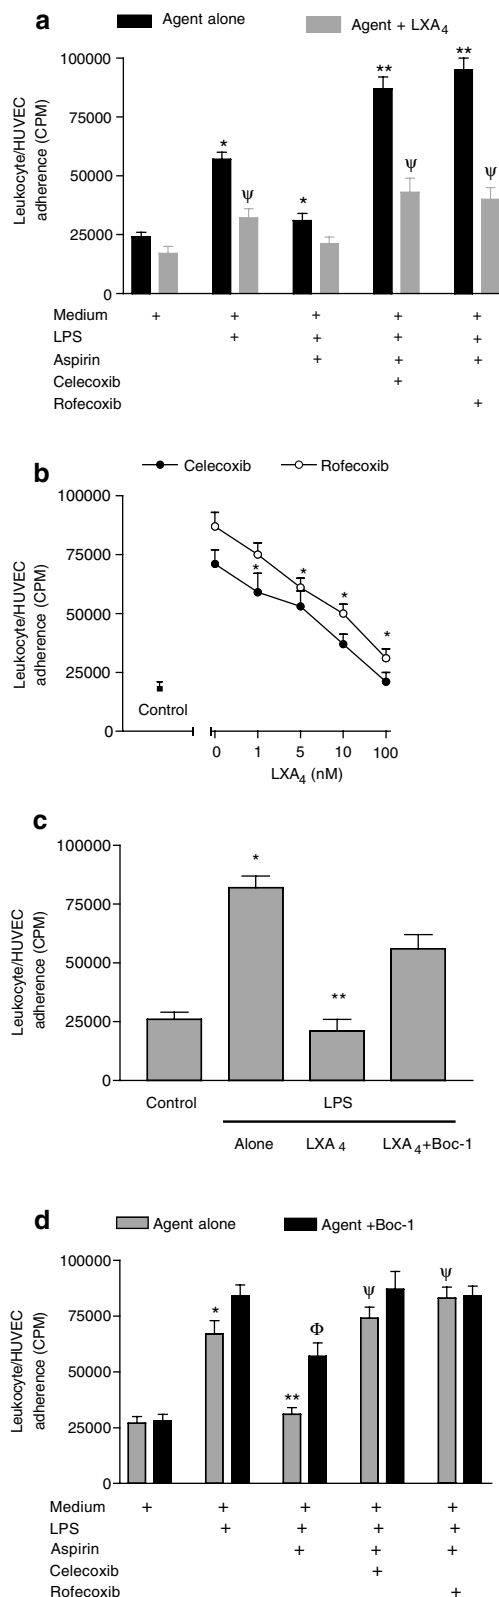 a
Agent alone Agent + LXA4
Leukocyte/HUVEC
adherence (CPM)
100000
75000
50000
25000
0
* ψ * ** ψ ** ψ
Medium + + + + +
LPS + + + +
Aspirin + + +
Celecoxib +
Rofecoxib +
b
Celecoxib Rofecoxib
Leukocyte/HUVEC
adherence (CPM)
100000
75000
50000
25000
0
* * * *
Control
0 1 5 10 100
LXA4 (nM)
c
Leukocyte/HUVEC
adherence (CPM)
100000
75000
50000
25000
0
* **
Control LPS
Alone LXA4 LXA4+Boc-1
d
Agent alone Agent +Boc-1
Leukocyte/HUVEC
adherence (CPM)
100000
75000
50000
25000
0
* ** Φ ψ ψ
Medium + + + + +
LPS + + + +
Aspirin + + +
Celecoxib +
Rofecoxib +